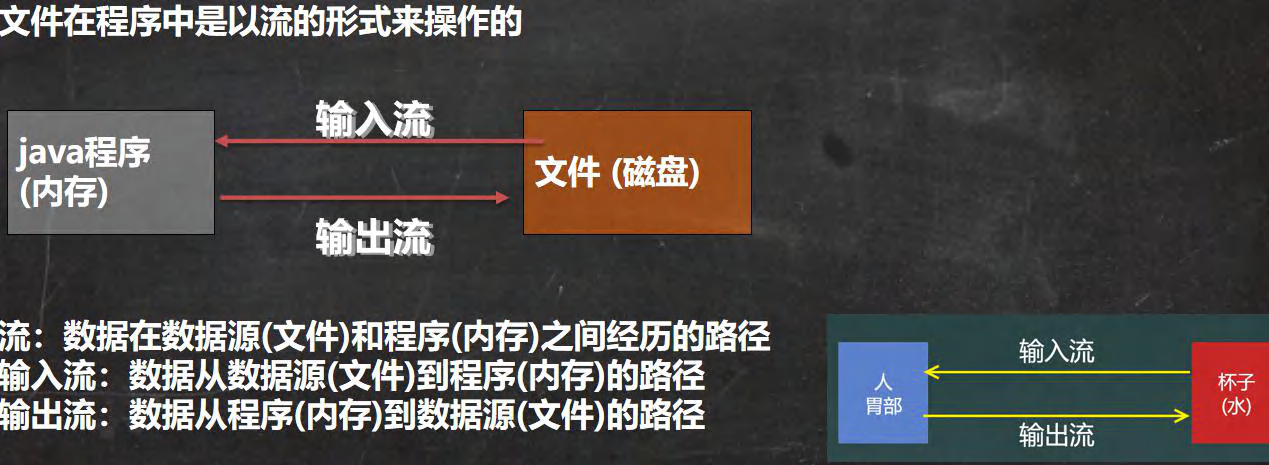 文件在程序中是以流的形式来操作的
输入流
java程序
(内存)
文件 (磁盘)
输出流
流：数据在数据源(文件)和程序(内存)之间经历的路径
输入流：数据从数据源(文件)到程序(内存)的路径
输出流：数据从程序(内存)到数据源(文件)的路径
输入流
人
胃部
杯子
(水)
输出流